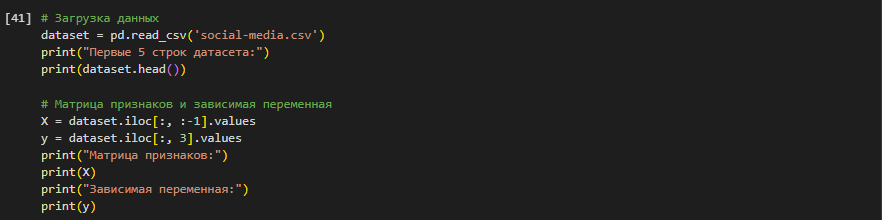 [41] # Загрузка данных
dataset = pd.read_csv('social-media.csv')
print("Первые 5 строк датасета:")
print(dataset.head())
# Матрица признаков и зависимая переменная
X = dataset.iloc[:, :-1].values
y = dataset.iloc[:, 3].values
print("Матрица признаков:")
print(X)
print("Зависимая переменная:")
print(y)